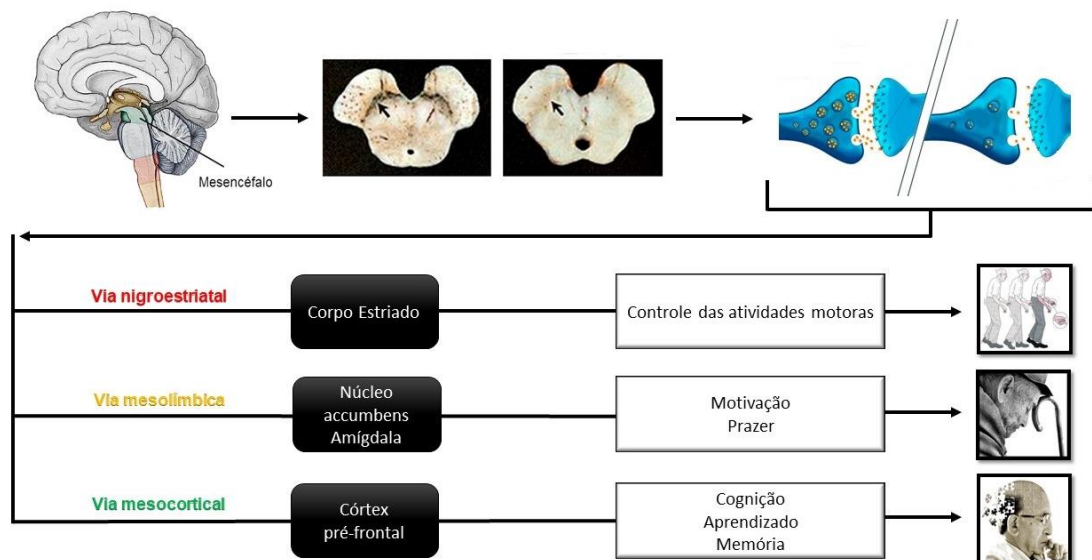 Mesencéfalo
Via nigroestriatal
Corpo Estriado
Controle das atividades motoras
Via mesolímbica
Núcleo
accumbens
Amígdala
Motivação
Prazer
Via mesocortical
Córtex
pré-frontal
Cognição
Aprendizado
Memória